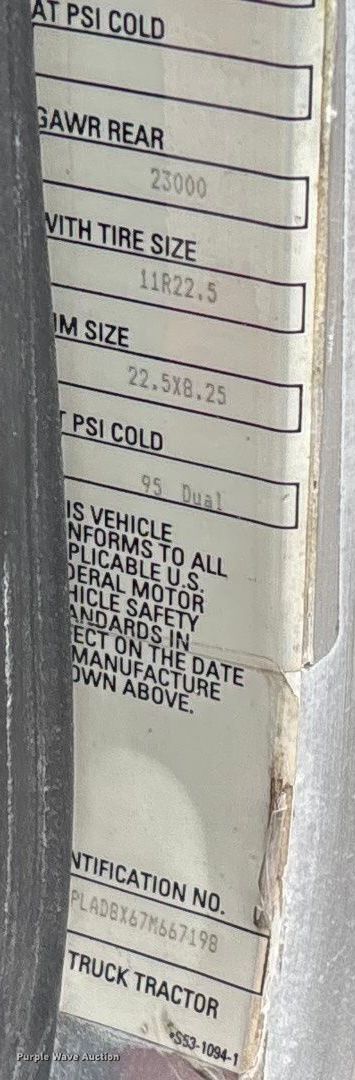 AT PSI COLD
GAWR REAR
23000
WITH TIRE SIZE
11R22.5
IM SIZE
22.5X8.25
T PSI COLD
95 Dual
IS VEHICLE
NFORMS TO ALL
PLICABLE U.S.
DERAL MOTOR
HICLE SAFETY
ANDARDS IN
ECT ON THE DATE
MANUFACTURE
OWN ABOVE.
NTIFICATION NO.
PLAD8X67M667198
TRUCK TRACTOR
S53-1094-1
Purple Wave Auction